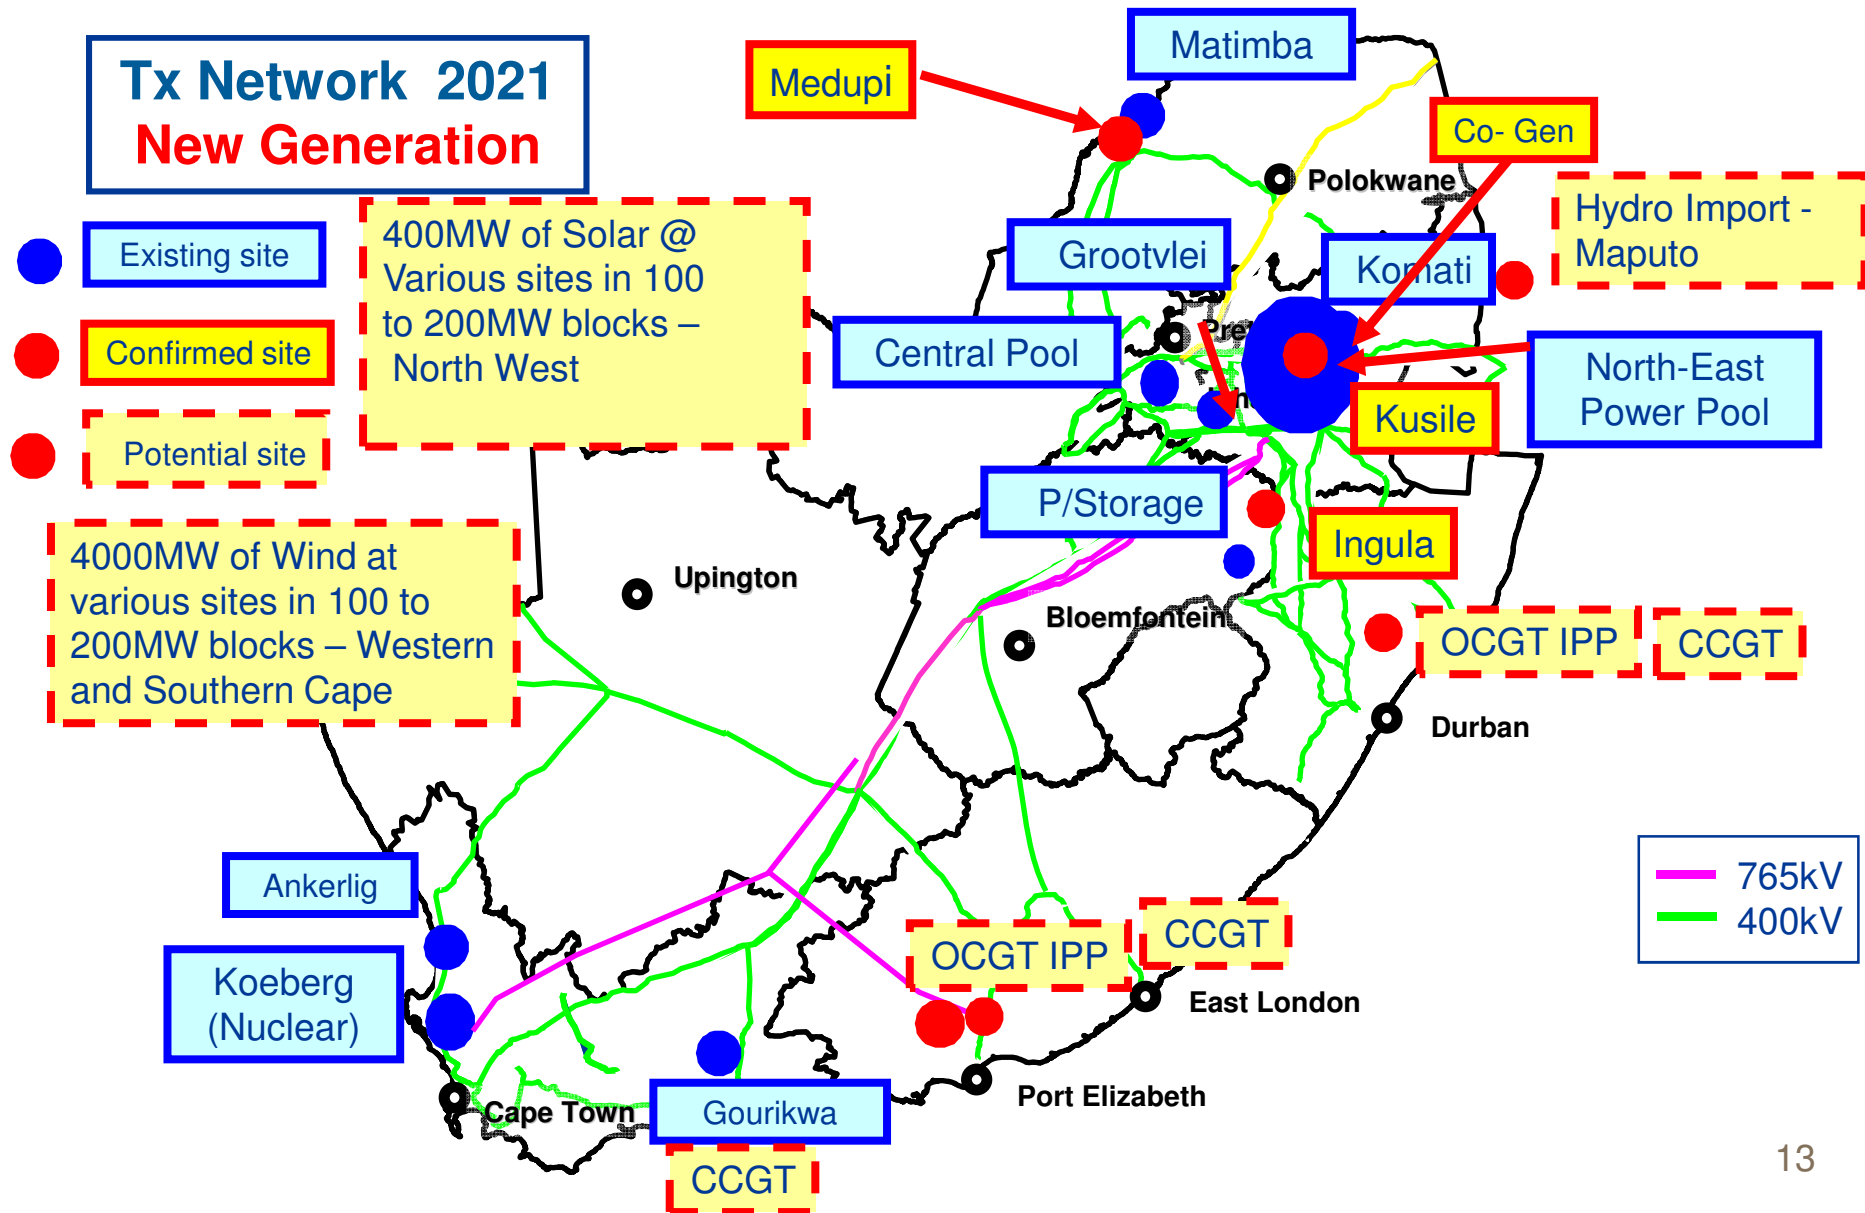 Tx Network 2021
New Generation
Existing site
Confirmed site
Potential site
400MW of Solar @
Various sites in 100
to 200MW blocks –
North West
4000MW of Wind at
various sites in 100 to
200MW blocks – Western
and Southern Cape
Medupi
Matimba
Co- Gen
Polokwane
Hydro Import -
Maputo
Grootvlei
Komati
Central Pool
North-East
Power Pool
Kusile
P/Storage
Ingula
Upington
Bloemfontein
OCGT IPP
CCGT
Durban
Ankerlig
765kV
400kV
Koeberg
(Nuclear)
OCGT IPP
CCGT
East London
Port Elizabeth
Cape Town
Gourikwa
CCGT
13